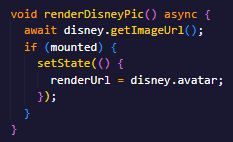 void renderDisneyPic() async {
  await disney.getImageUrl();
  if (mounted) {
    setState(() {
      renderUrl = disney.avatar;
    });
  }
}